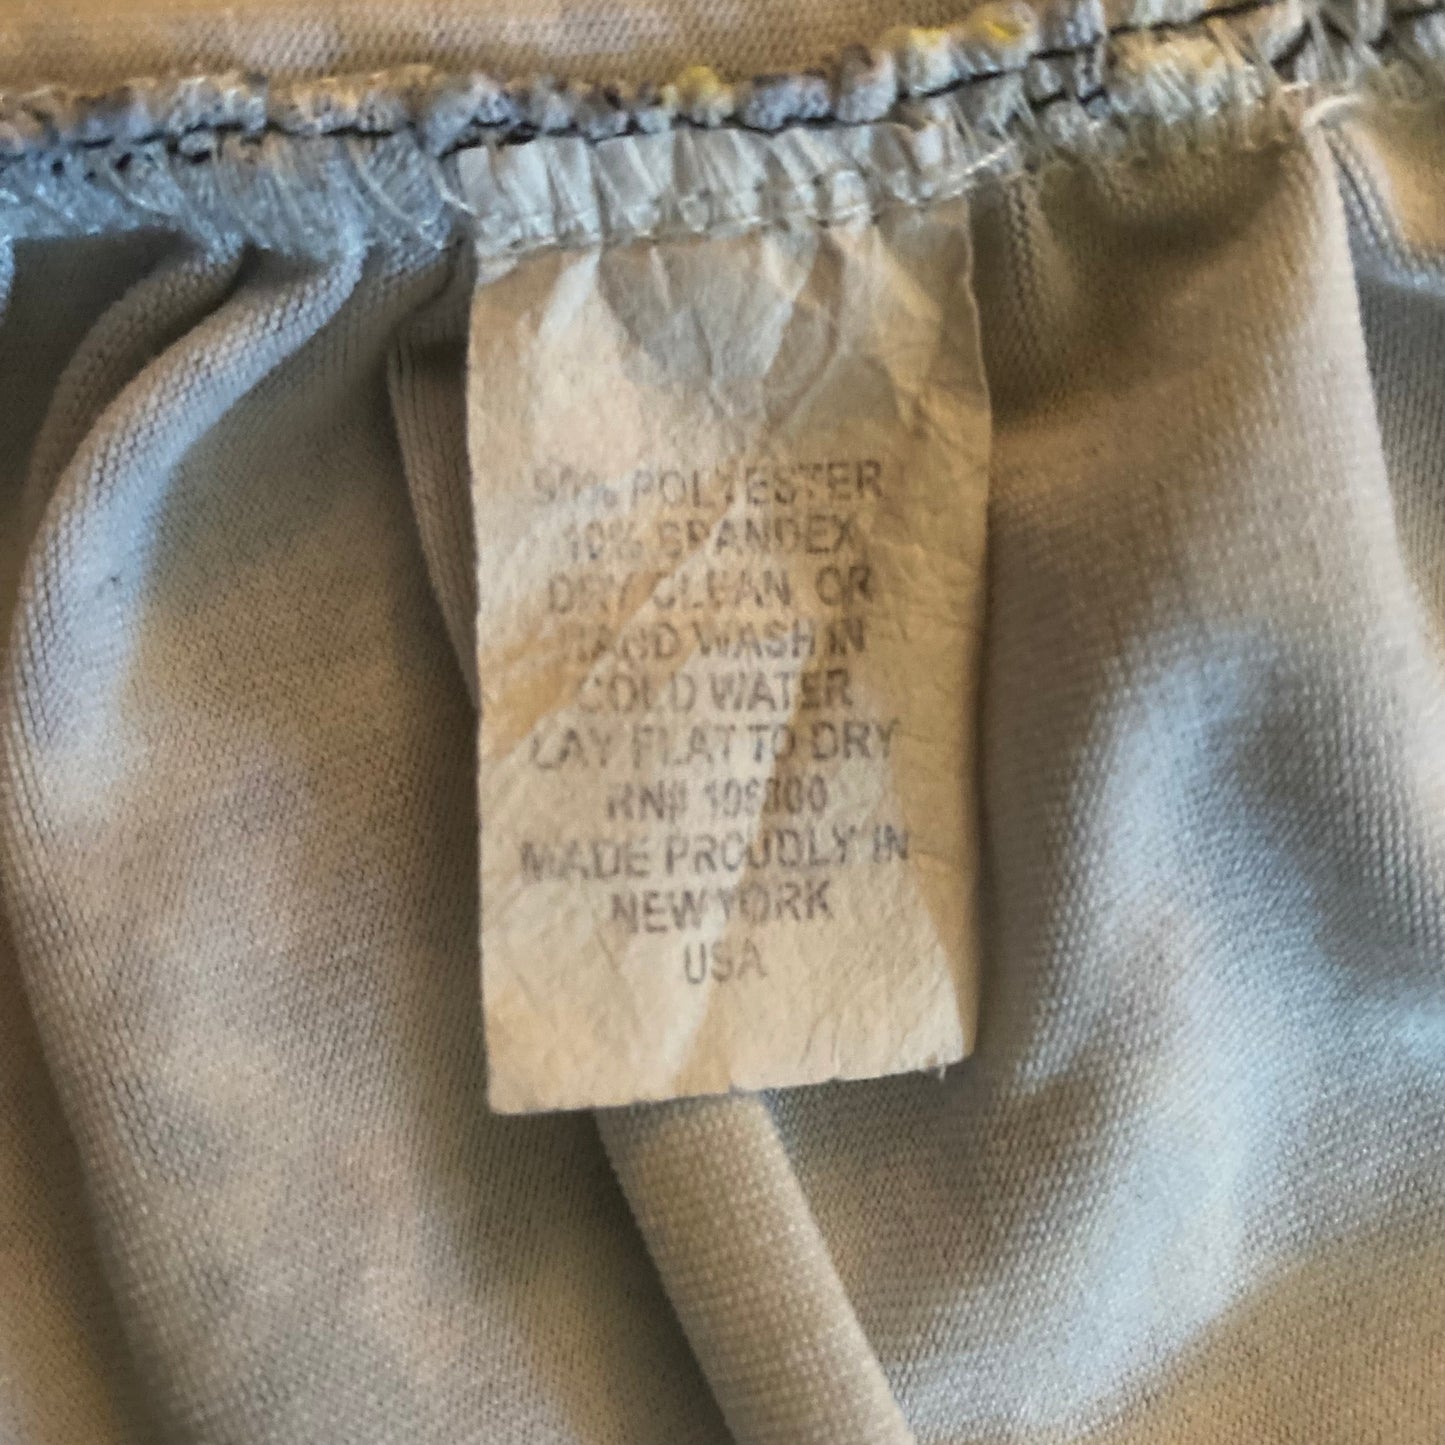 90% POLYESTER
10% SPANDEX
DRY CLEAN OR
HAND WASH IN
COLD WATER
LAY FLAT TO DRY
RN#
MADE PROUDLY IN
NEW YORK
USA